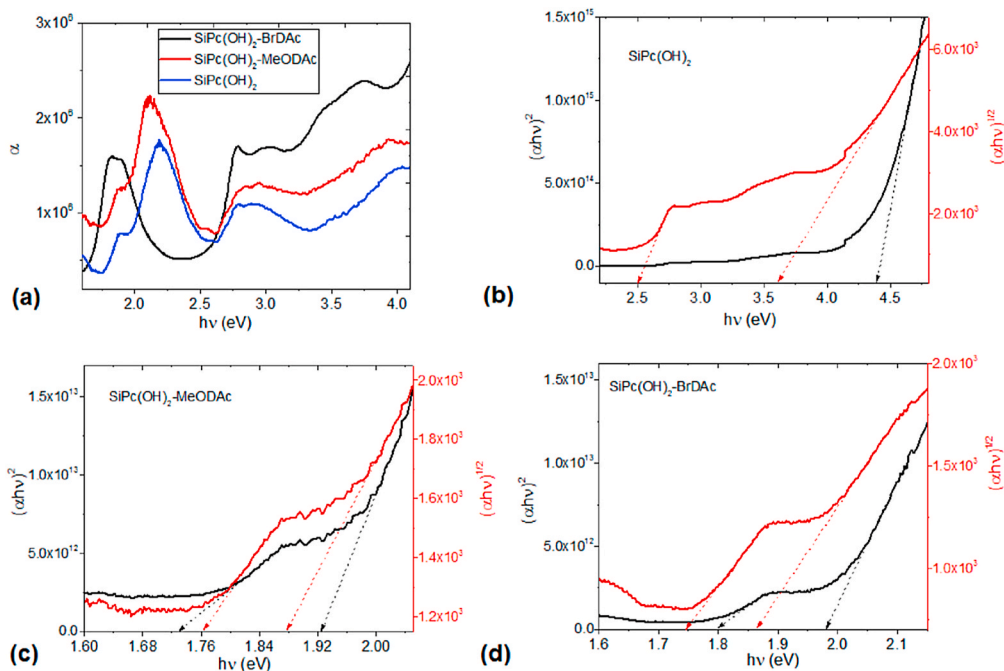 3x10⁶
2x10⁶
1x10⁶
α
SiPc(OH)₂-BrDAc
SiPc(OH)₂-MeODAc
SiPc(OH)₂
2.0 2.5 3.0 3.5 4.0
hν (eV)
(a)
1.5x10¹⁵
1.0x10¹⁵
5.0x10¹⁴
0.0
(αhν)²
SiPc(OH)₂
6.0x10³
4.0x10³
2.0x10³
(αhν)¹/²
2.5 3.0 3.5 4.0 4.5
hν (eV)
(b)
1.5x10¹³
1.0x10¹³
5.0x10¹²
0.0
(αhν)²
SiPc(OH)₂-MeODAc
2.0x10³
1.8x10³
1.6x10³
1.4x10³
1.2x10³
(αhν)¹/²
1.60 1.68 1.76 1.84 1.92 2.00
hν (eV)
(c)
1.5x10¹³
1.0x10¹³
5.0x10¹²
0.0
(αhν)²
SiPc(OH)₂-BrDAc
2.0x10³
1.5x10³
1.0x10³
(αhν)¹/²
1.6 1.7 1.8 1.9 2.0 2.1
hν (eV)
(d)